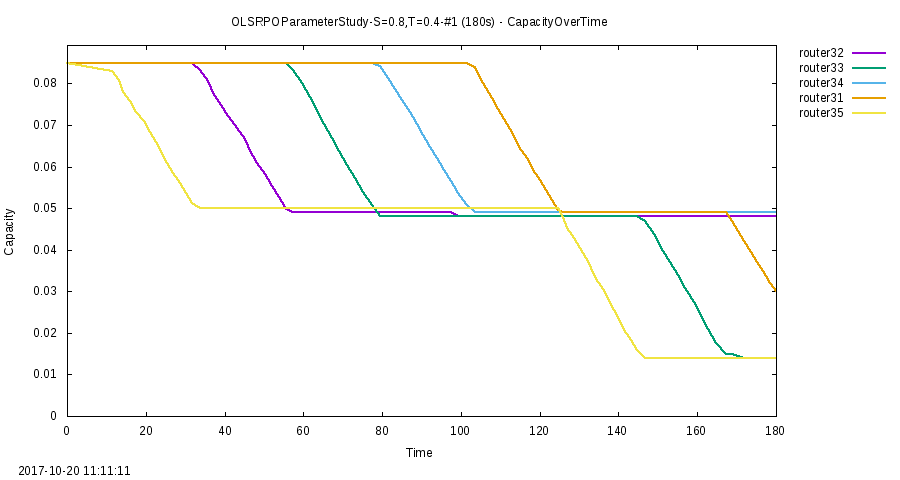 OLSRPOParameterStudy-S=0.8,T=0.4-#1 (180s) - CapacityOverTime
router32
router33
router34
router31
router35
0.08
0.07
0.06
0.05
0.04
0.03
0.02
0.01
0
Capacity
0 20 40 60 80 100 120 140 160 180
Time
2017-10-20 11:11:11